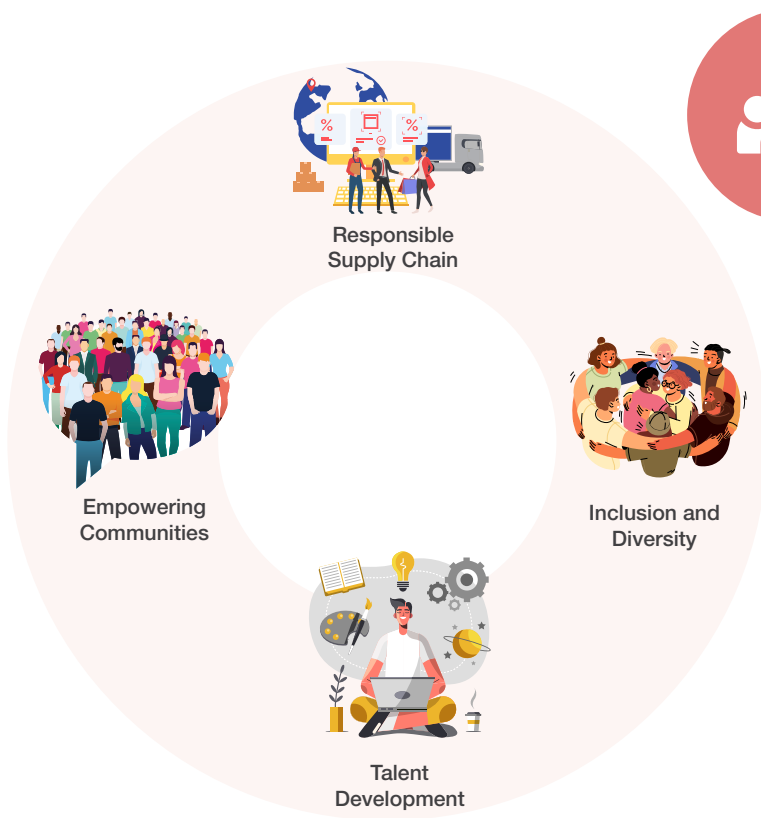 %
%
Responsible
Supply Chain
Empowering
Communities
Inclusion and
Diversity
Talent
Development